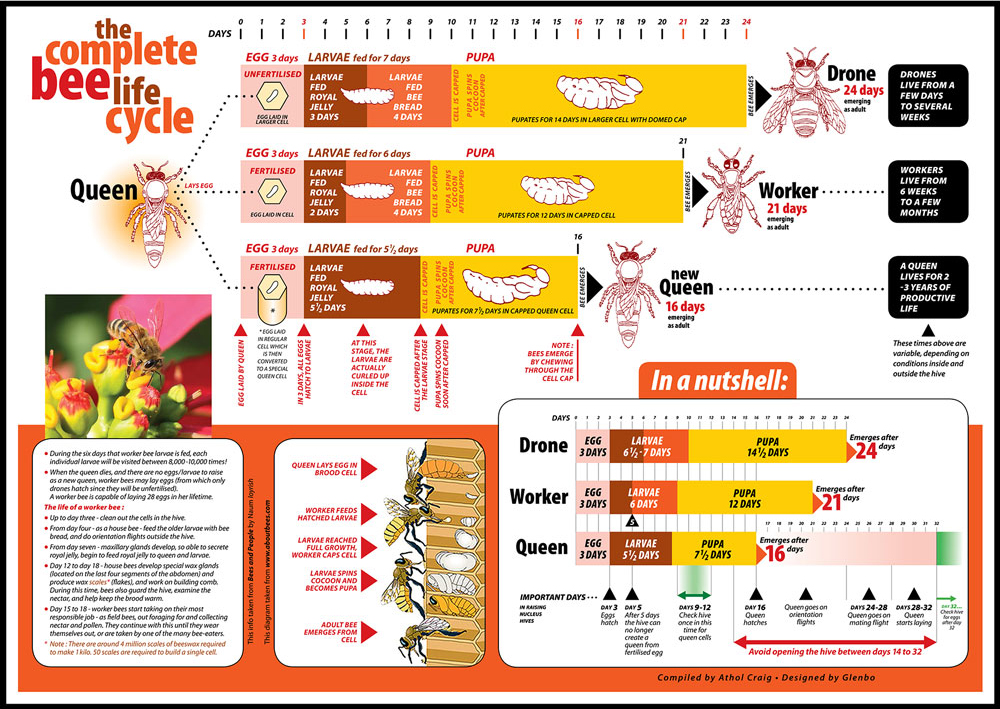 the
complete
bee life
cycle
DAYS 0 1 2 3 4 5 6 7 8 9 10 11 12 13 14 15 16 17 18 19 20 21 22 23 24
Queen
LAYS EGG
EGG 3 days LARVAE fed for 7 days PUPA
UNFERTILISED
EGG LAID IN
LARGER CELL
LARVAE
FED
ROYAL
JELLY
3 DAYS
LARVAE
FED
BEE
BREAD
4 DAYS
CELL IS CAPPED
PUPA SPINS
COCOON
AFTER CAPPED
PUPATES FOR 14 DAYS IN LARGER CELL WITH DOMED CAP
BEE EMERGES
Drone
24 days
emerging
as adult
DRONES
LIVE FROM A
FEW DAYS
TO SEVERAL
WEEKS
EGG 3 days LARVAE fed for 6 days PUPA
21
FERTILISED
EGG LAID IN CELL
LARVAE
FED
ROYAL
JELLY
2 DAYS
LARVAE
FED
BEE
BREAD
4 DAYS
CELL IS CAPPED
PUPA SPINS
COCOON
AFTER CAPPED
PUPATES FOR 12 DAYS IN CAPPED CELL
BEE EMERGES
Worker
21 days
emerging
as adult
WORKERS
LIVE FROM
6 WEEKS
TO A FEW
MONTHS
EGG 3 days LARVAE fed for 5½ days PUPA
16
FERTILISED
* EGG LAID
IN REGULAR
CELL WHICH
IS THEN
CONVERTED
TO A SPECIAL
QUEEN CELL
LARVAE
FED
ROYAL
JELLY
5½ DAYS
CELL IS CAPPED
PUPA SPINS
COCOON
AFTER CAPPED
PUPATES FOR 7½ DAYS IN CAPPED QUEEN CELL
BEE EMERGES
new
Queen
16 days
emerging
as adult
A QUEEN
LIVES FOR 2
-3 YEARS OF
PRODUCTIVE
LIFE
These times above are
variable, depending on
conditions inside and
outside the hive
EGG LAID BY QUEEN
IN 3 DAYS, ALL EGGS
HATCH TO LARVAE
AT THIS
STAGE, THE
LARVAE ARE
ACTUALLY
CURLED UP
INSIDE THE
CELL
CELL IS CAPPED AFTER
THE LARVAE STAGE
PUPA SPINS COCOON
SOON AFTER CAPPED
NOTE :
BEES EMERGE
BY CHEWING
THROUGH THE
CELL CAP
• During the six days that worker bee larvae is fed, each
individual larvae will be visited between 8,000-10,000 times!
• When the queen dies, and there are no eggs/larvae to raise
as a new queen, worker bees may lay eggs (from which only
drones hatch since they will be unfertilised).
A worker bee is capable of laying 28 eggs in her lifetime.
The life of a worker bee :
• Up to day three - clean out the cells in the hive.
• From day four - as a house bee - feed the older larvae with bee
bread, and do orientation flights outside the hive.
• From day seven - maxillary glands develop, so able to secrete
royal jelly, begin to feed royal jelly to queen and larvae.
• Day 12 to day 18 - house bees develop special wax glands
(located on the last four segments of the abdomen) and
produce wax scales* (flakes), and work on building comb.
During this time, bees also guard the hive, examine the
nectar, and help keep the brood warm.
• Day 15 to 18 - worker bees start taking on their most
responsible job - as field bees, out foraging for and collecting
nectar and pollen. They continue with this until they wear
themselves out, or are taken by one of the many bee-eaters.
* Note : There are around 4 million scales of beeswax required
to make 1 kilo. 50 scales are required to build a single cell.
This info taken from Bees and People by Naum Ioyrish
This diagram taken from www.aboutbees.com
QUEEN LAYS EGG IN
BROOD CELL
WORKER FEEDS
HATCHED LARVAE
LARVAE REACHED
FULL GROWTH,
WORKER CAPS CELL
LARVAE SPINS
COCOON AND
BECOMES PUPA
ADULT BEE
EMERGES FROM
CELL
In a nutshell:
DAYS 0 1 2 3 4 5 6 7 8 9 10 11 12 13 14 15 16 17 18 19 20 21 22 23 24
Drone
EGG
3 DAYS
LARVAE
6½ -7 DAYS
PUPA
14½ DAYS
Emerges after
24 days
Worker
EGG
3 DAYS
LARVAE
6 DAYS
PUPA
12 DAYS
Emerges after
21 days
5
17 18 19 20 21 22 23 24 25 26 27 28 29 30 31 32
Queen
EGG
3 DAYS
LARVAE
5½ DAYS
PUPA
7½ DAYS
Emerges after
16 days
IMPORTANT DAYS
IN RAISING
NUCLEUS
HIVES
DAY 3
Eggs
hatch
DAY 5
After 5 days
the hive can
no longer
create a
queen from
fertilised egg
DAYS 9-12
Check hive
once in this
time for
queen cells
DAY 16
Queen
hatches
Queen goes on
orientation
flights
DAY 24-28
Queen goes on
mating flight
DAY 28-32
Queen
starts laying
DAY 32...
Check hive
for eggs
after day
32
Avoid opening the hive between days 14 to 32
Compiled by Athol Craig • Designed by Glenbo